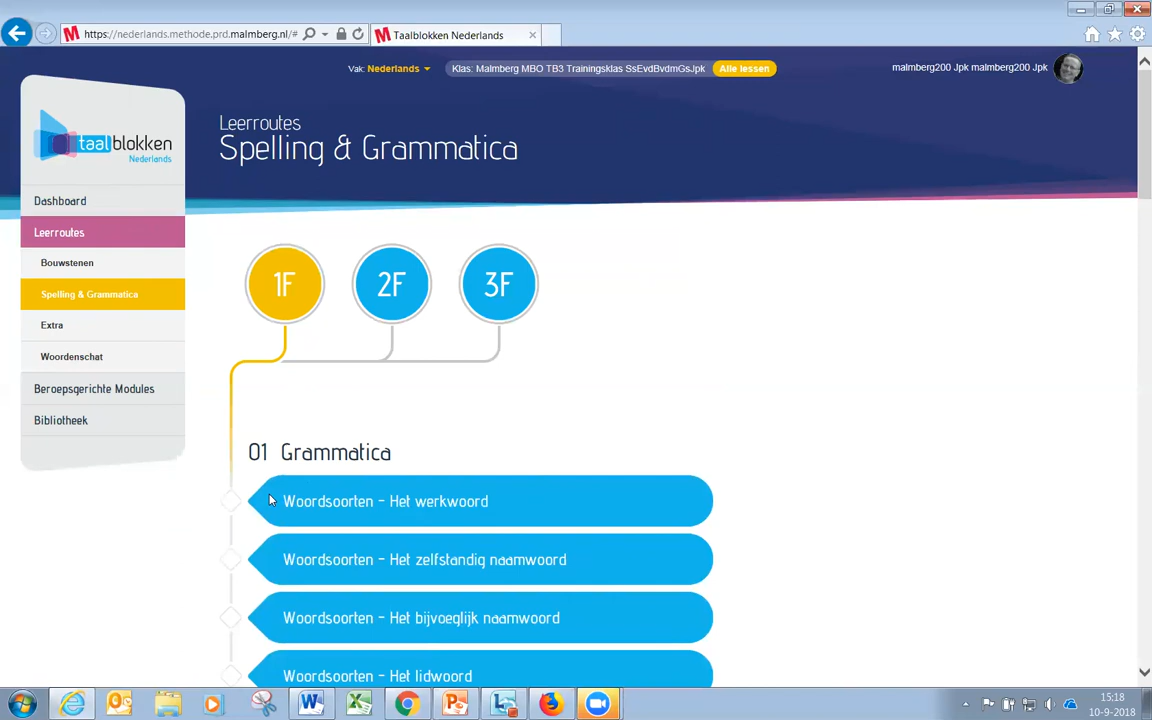 https://nederlands.methode.prd.malmberg.nl/#
Taalblokken Nederlands
Vak: Nederlands
Klas: Malmberg MBO TB3 Trainingsklas SsEvdBvdmGsJpk
Alle lessen
malmberg200 Jpk malmberg200 Jpk
taalblokken
Nederlands
Leerroutes
Spelling & Grammatica
Dashboard
Leerroutes
Bouwstenen
Spelling & Grammatica
Extra
Woordenschat
Beroepsgerichte Modules
Bibliotheek
1F
2F
3F
01 Grammatica
Woordsoorten - Het werkwoord
Woordsoorten - Het zelfstandig naamwoord
Woordsoorten - Het bijvoeglijk naamwoord
Woordsoorten - Het lidwoord
15:18
10-9-2018